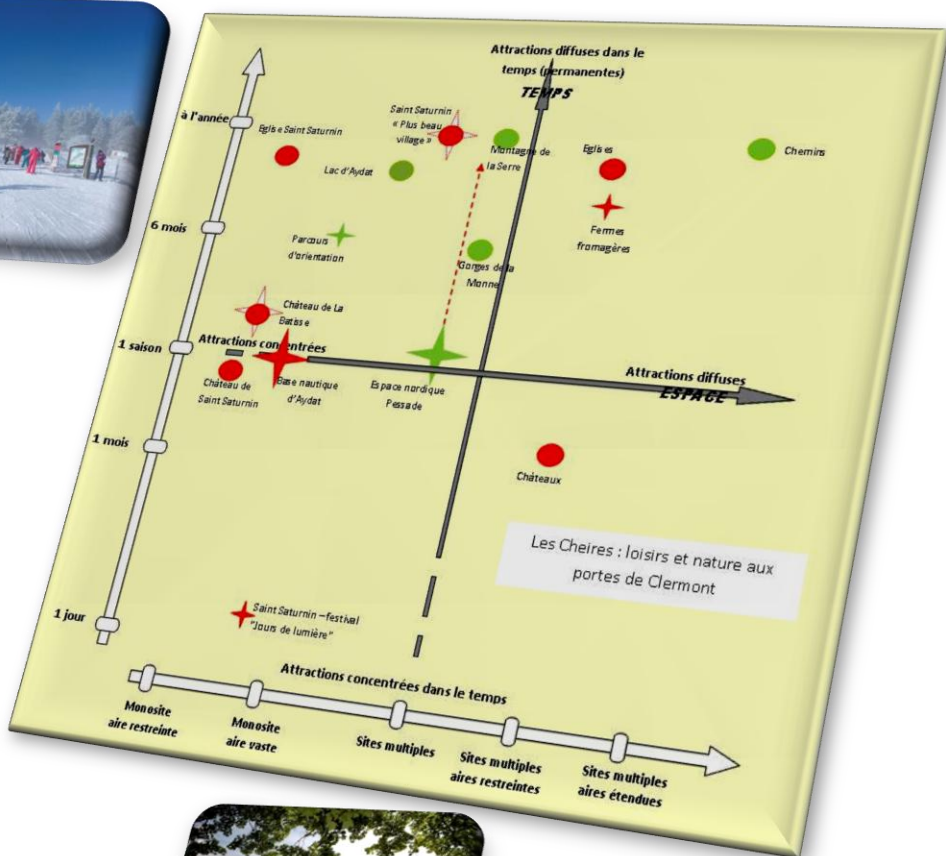 Attractions diffuses dans le
temps (permanentes)
TEMPS
à l'année
Eglise Saint Saturnin
Saint Saturnin
« Plus beau
village »
Lac d'Aydat
Montagne de
la Serre
Eglises
Chemins
6 mois
Parcours
d'orientation
Gorges de la
Monne
Fermes
fromagères
Château de La
Batisse
1 saison
Attractions concentrées
Château de
Saint Saturnin
Base nautique
d'Aydat
Espace nordique
Pessade
Attractions diffuses
ESPACE
1 mois
Châteaux
Les Cheires : loisirs et nature aux
portes de Clermont
1 jour
Saint Saturnin – festival
"Jours de lumière"
Attractions concentrées dans le temps
Monosite
aire restreinte
Monosite
aire vaste
Sites multiples
Sites multiples
aires restreintes
Sites multiples
aires étendues